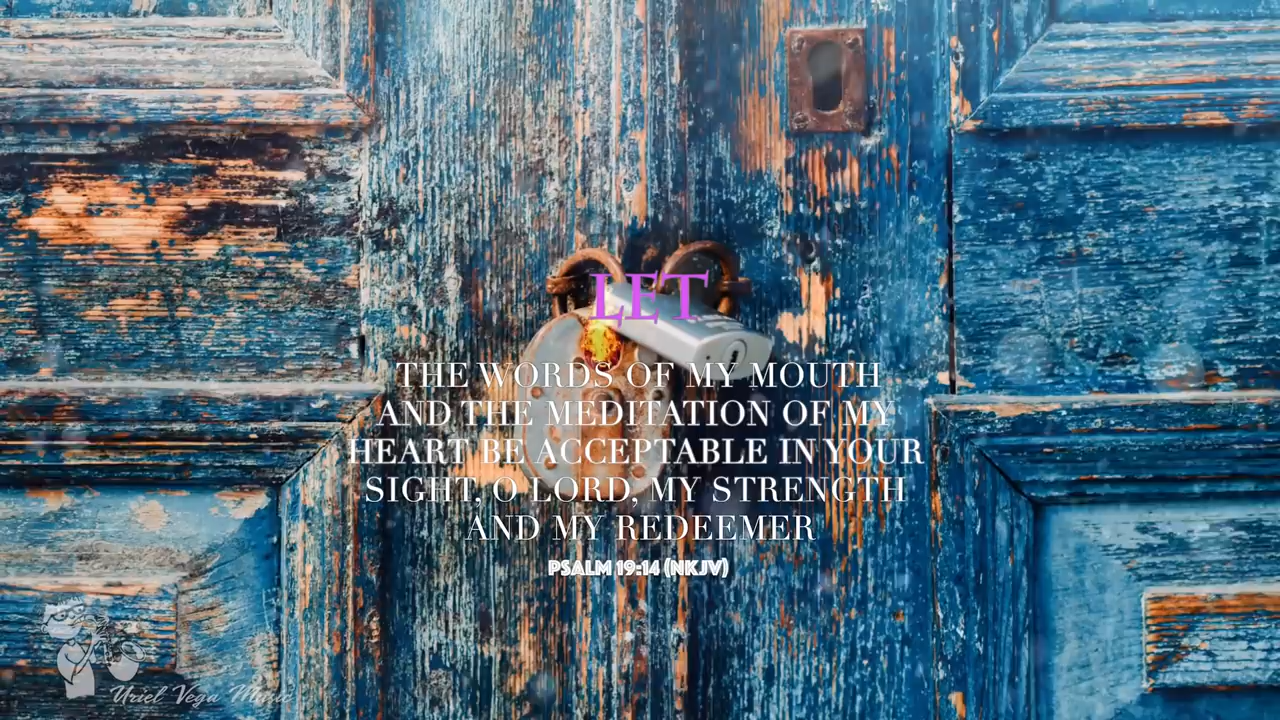 LET
THE WORDS OF MY MOUTH
AND THE MEDITATION OF MY
HEART BE ACCEPTABLE IN YOUR
SIGHT, O LORD, MY STRENGTH
AND MY REDEEMER
PSALM 19:14 (NKJV)
Uriel Vega Music